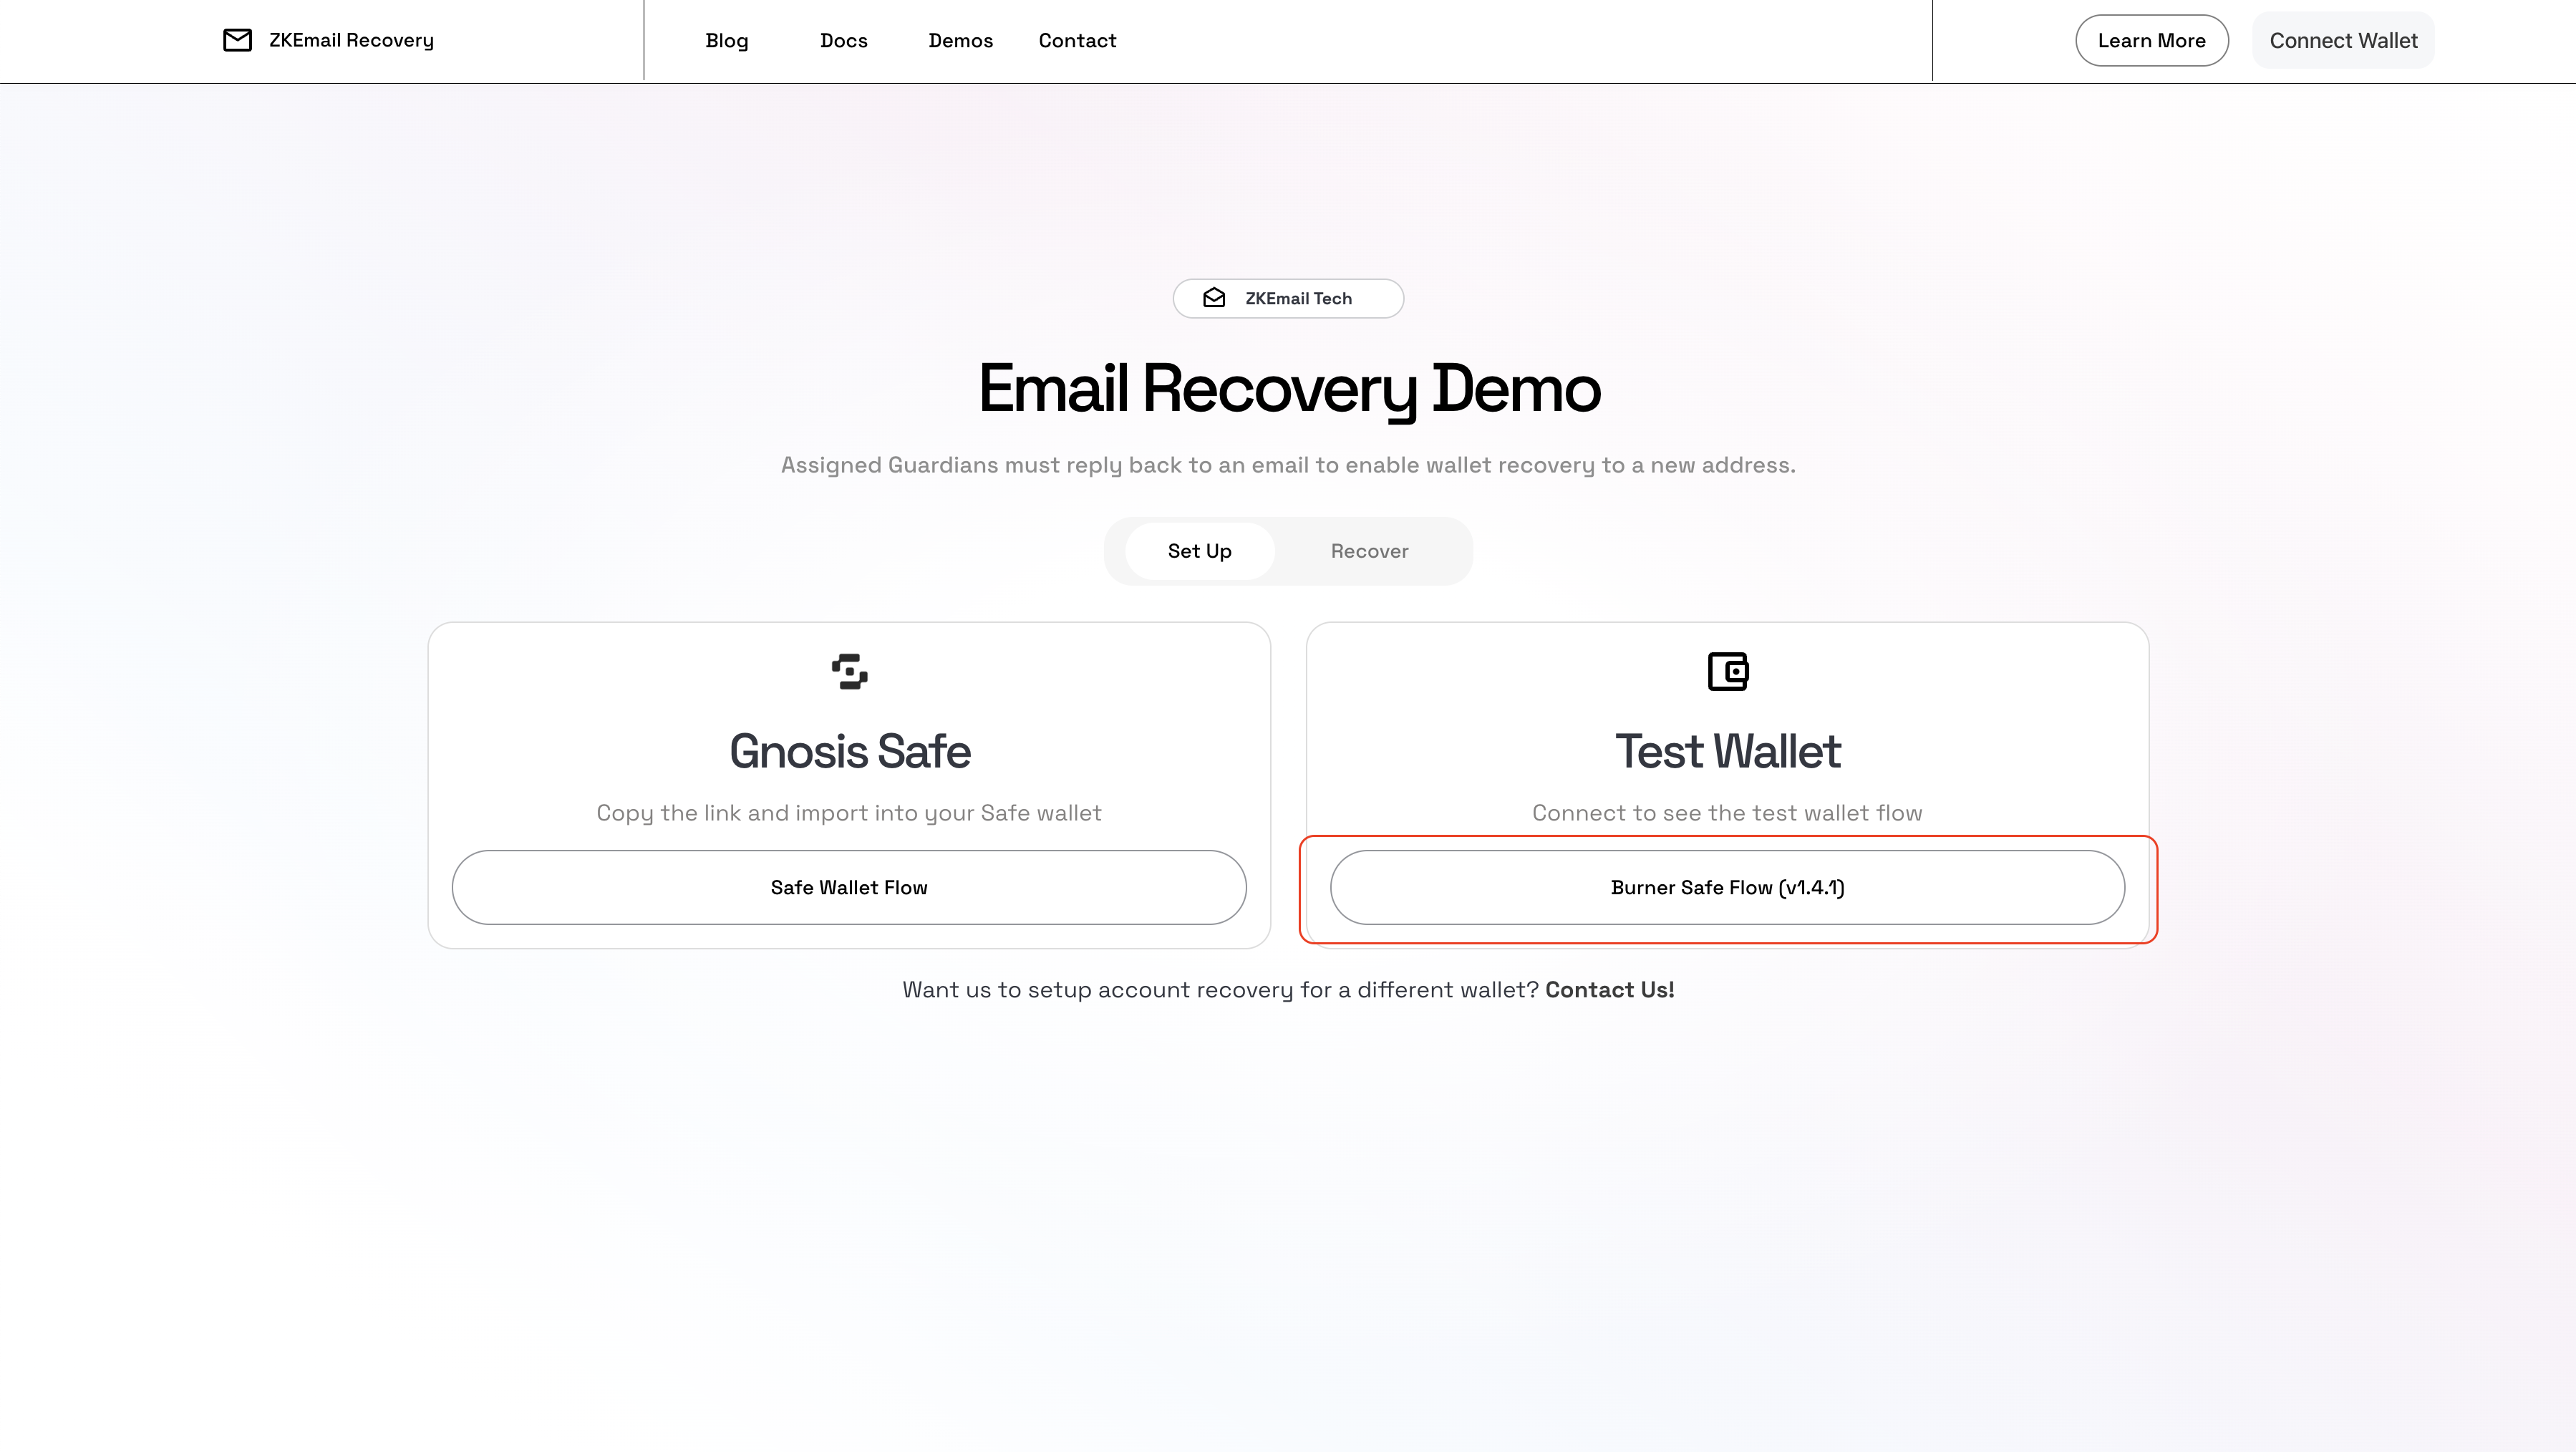 ZKEmail Recovery
Blog
Docs
Demos
Contact
Learn More
Connect Wallet
ZKEmail Tech
Email Recovery Demo
Assigned Guardians must reply back to an email to enable wallet recovery to a new address.
Set Up
Recover
Gnosis Safe
Copy the link and import into your Safe wallet
Safe Wallet Flow
Test Wallet
Connect to see the test wallet flow
Burner Safe Flow (v1.4.1)
Want us to setup account recovery for a different wallet? Contact Us!